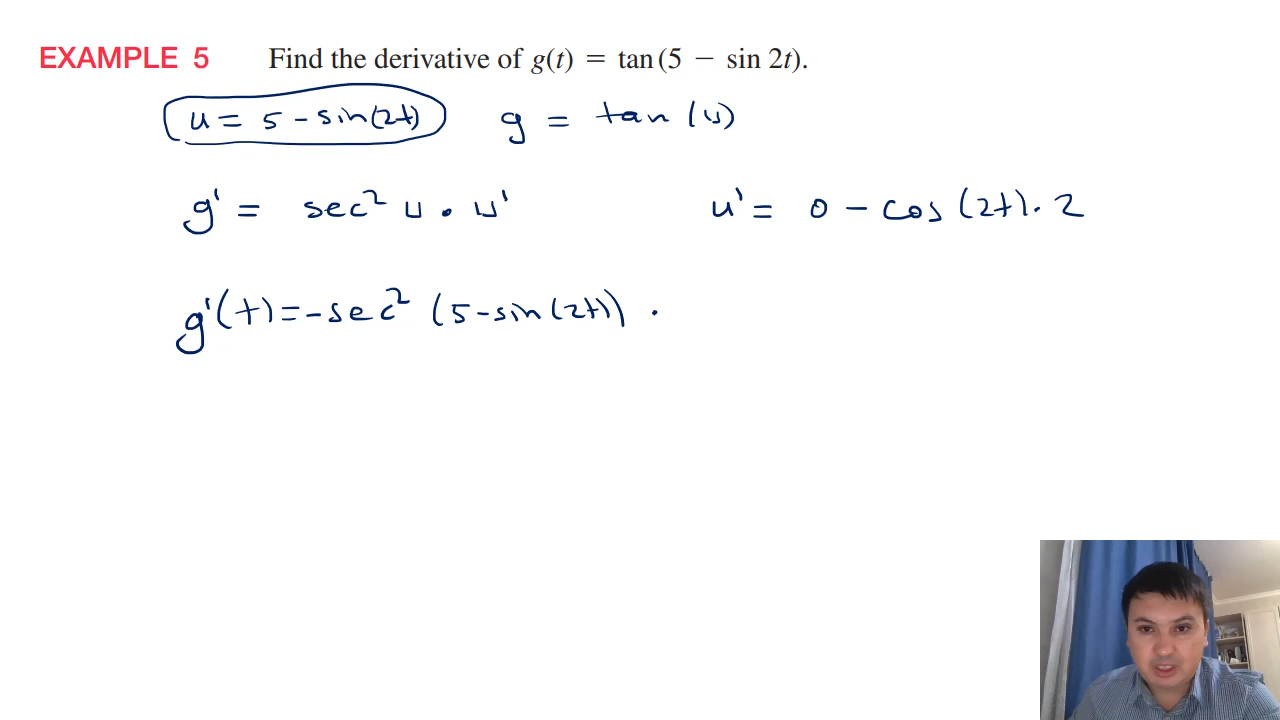 EXAMPLE 5 Find the derivative of g(t) = tan (5 − sin 2t).
u = 5 - sin(2t) g = tan (u)
g' = sec² u · u' u' = 0 - cos (2t) · 2
g'(t) = - sec² (5 - sin(2t)) ·